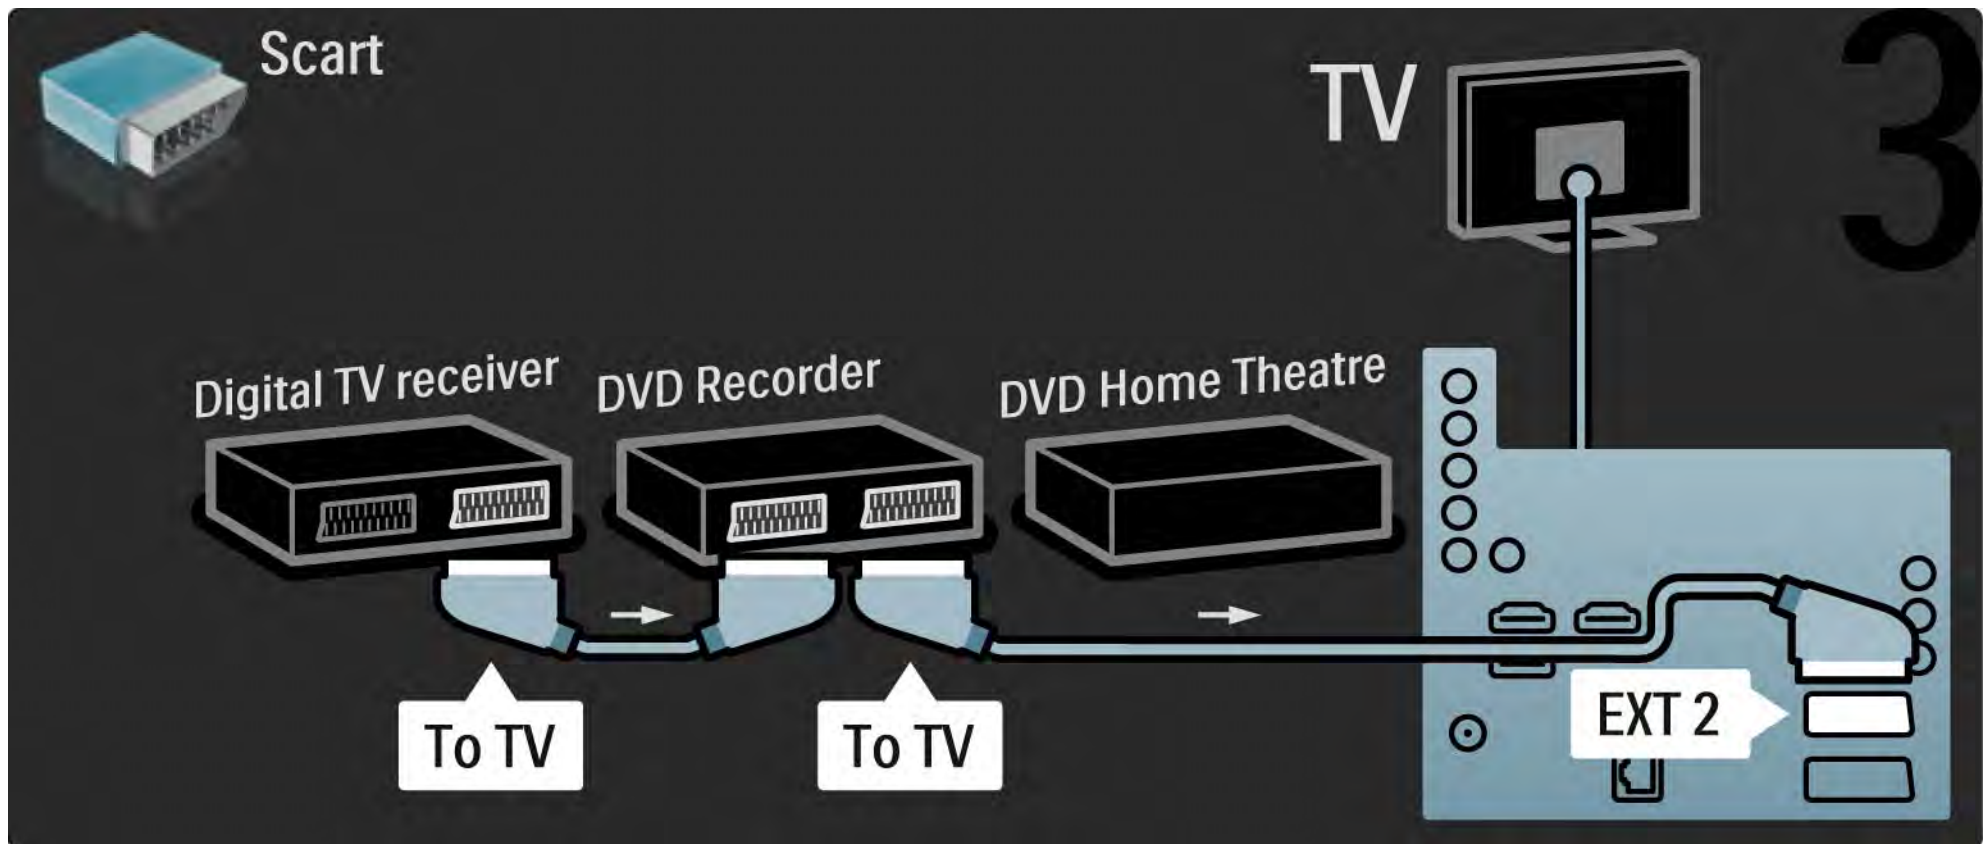 Scart
TV
3
Digital TV receiver
DVD Recorder
DVD Home Theatre
To TV
To TV
EXT 2